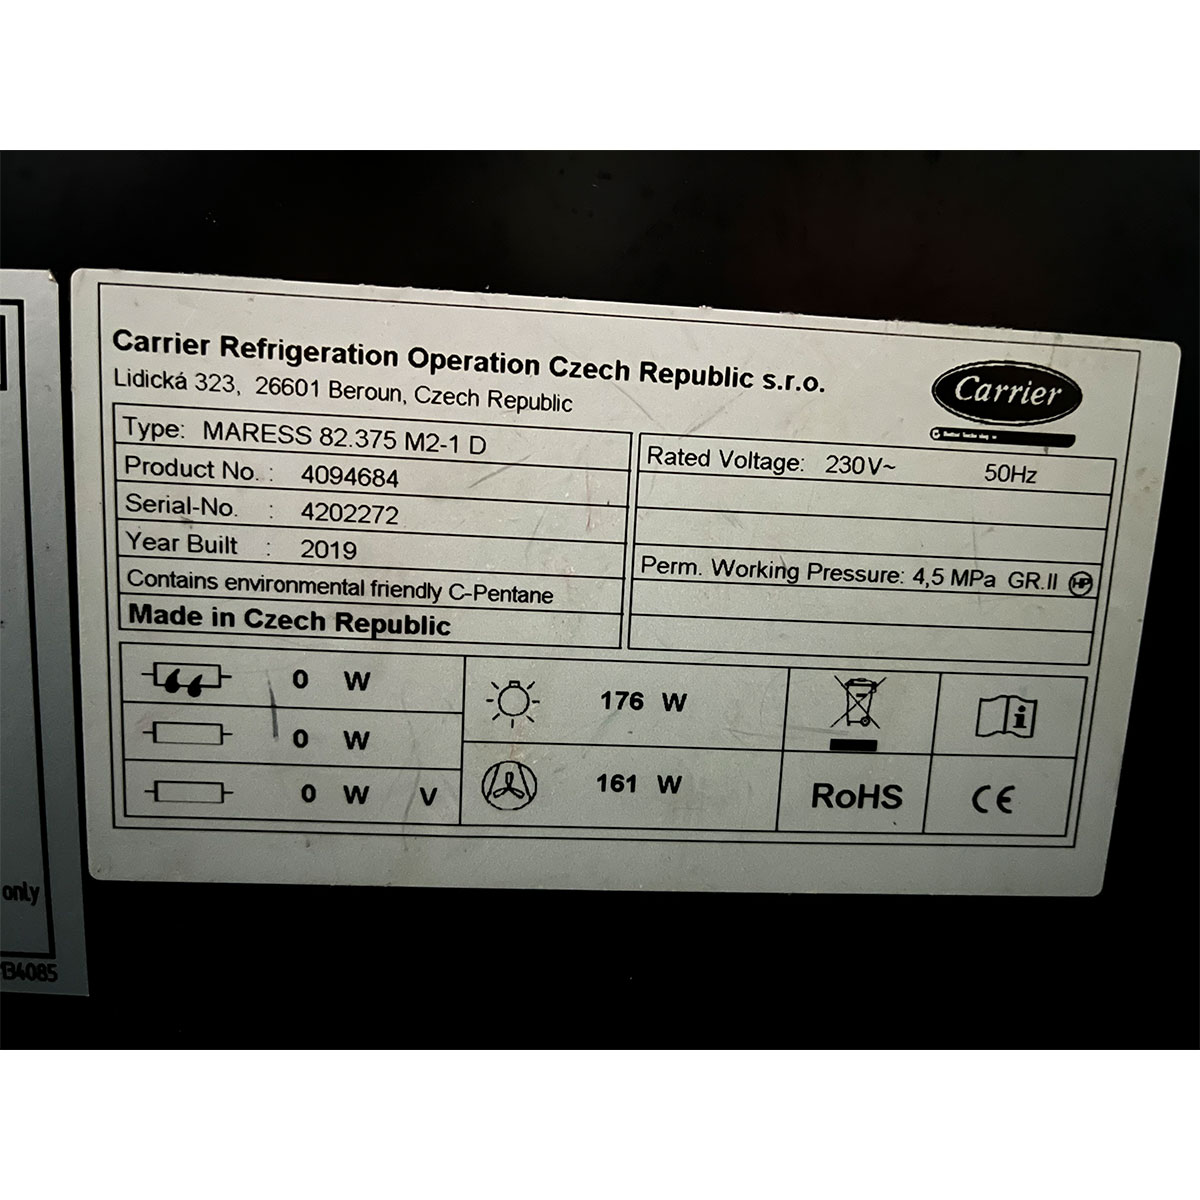 Carrier Refrigeration Operation Czech Republic s.r.o.
Lidická 323, 26601 Beroun, Czech Republic
Carrier
Type: MARESS 82.375 M2-1 D
Product No. : 4094684
Serial-No. : 4202272
Year Built : 2019
Contains environmental friendly C-Pentane
Made in Czech Republic
Rated Voltage: 230V~ 50Hz
Perm. Working Pressure: 4,5 MPa GR.II HP
0 W
0 W
0 W V
176 W
161 W
i
RoHS
CE
only
134085